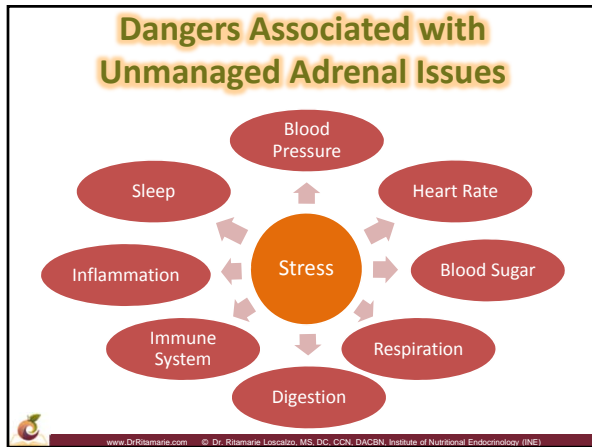 Dangers Associated with
Unmanaged Adrenal Issues
Blood
Pressure
Sleep
Heart Rate
Inflammation
Stress
Blood Sugar
Immune
System
Respiration
Digestion
www.DrRitamarie.com © Dr. Ritamarie Loscalzo, MS, DC, CCN, DACBN, Institute of Nutritional Endocrinology (INE)